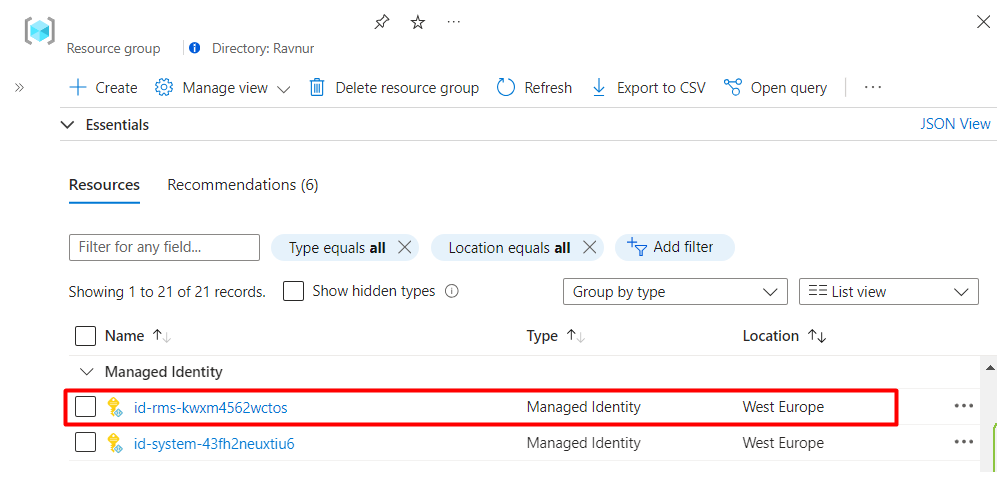 Resource group Directory: Ravnur
Create Manage view Delete resource group Refresh Export to CSV Open query
Essentials JSON View
Resources Recommendations (6)
Filter for any field... Type equals all Location equals all Add filter
Showing 1 to 21 of 21 records. Show hidden types Group by type List view
Name Type Location
Managed Identity
id-rms-kwxm4562wctos Managed Identity West Europe
id-system-43fh2neuxtiu6 Managed Identity West Europe